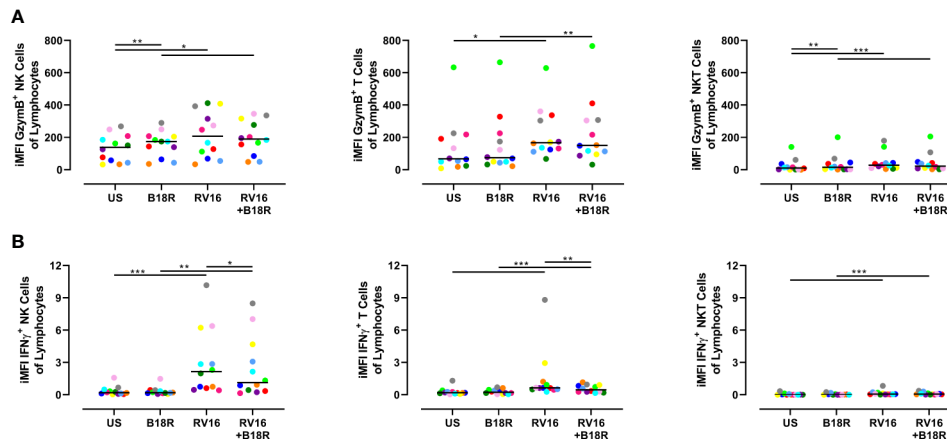 A
iMFI GzymB+ NK Cells
of Lymphocytes
800
600
400
200
0
**
*
US
B18R
RV16
RV16
+B18R
iMFI GzymB+ T Cells
of Lymphocytes
800
600
400
200
0
*
**
US
B18R
RV16
RV16
+B18R
iMFI GzymB+ NKT Cells
of Lymphocytes
800
600
400
200
0
**
***
US
B18R
RV16
RV16
+B18R
B
iMFI IFNγ+ NK Cells
of Lymphocytes
12
9
6
3
0
*
**
***
US
B18R
RV16
RV16
+B18R
iMFI IFNγ+ T Cells
of Lymphocytes
12
9
6
3
0
**
***
US
B18R
RV16
RV16
+B18R
iMFI IFNγ+ NKT Cells
of Lymphocytes
12
9
6
3
0
***
US
B18R
RV16
RV16
+B18R